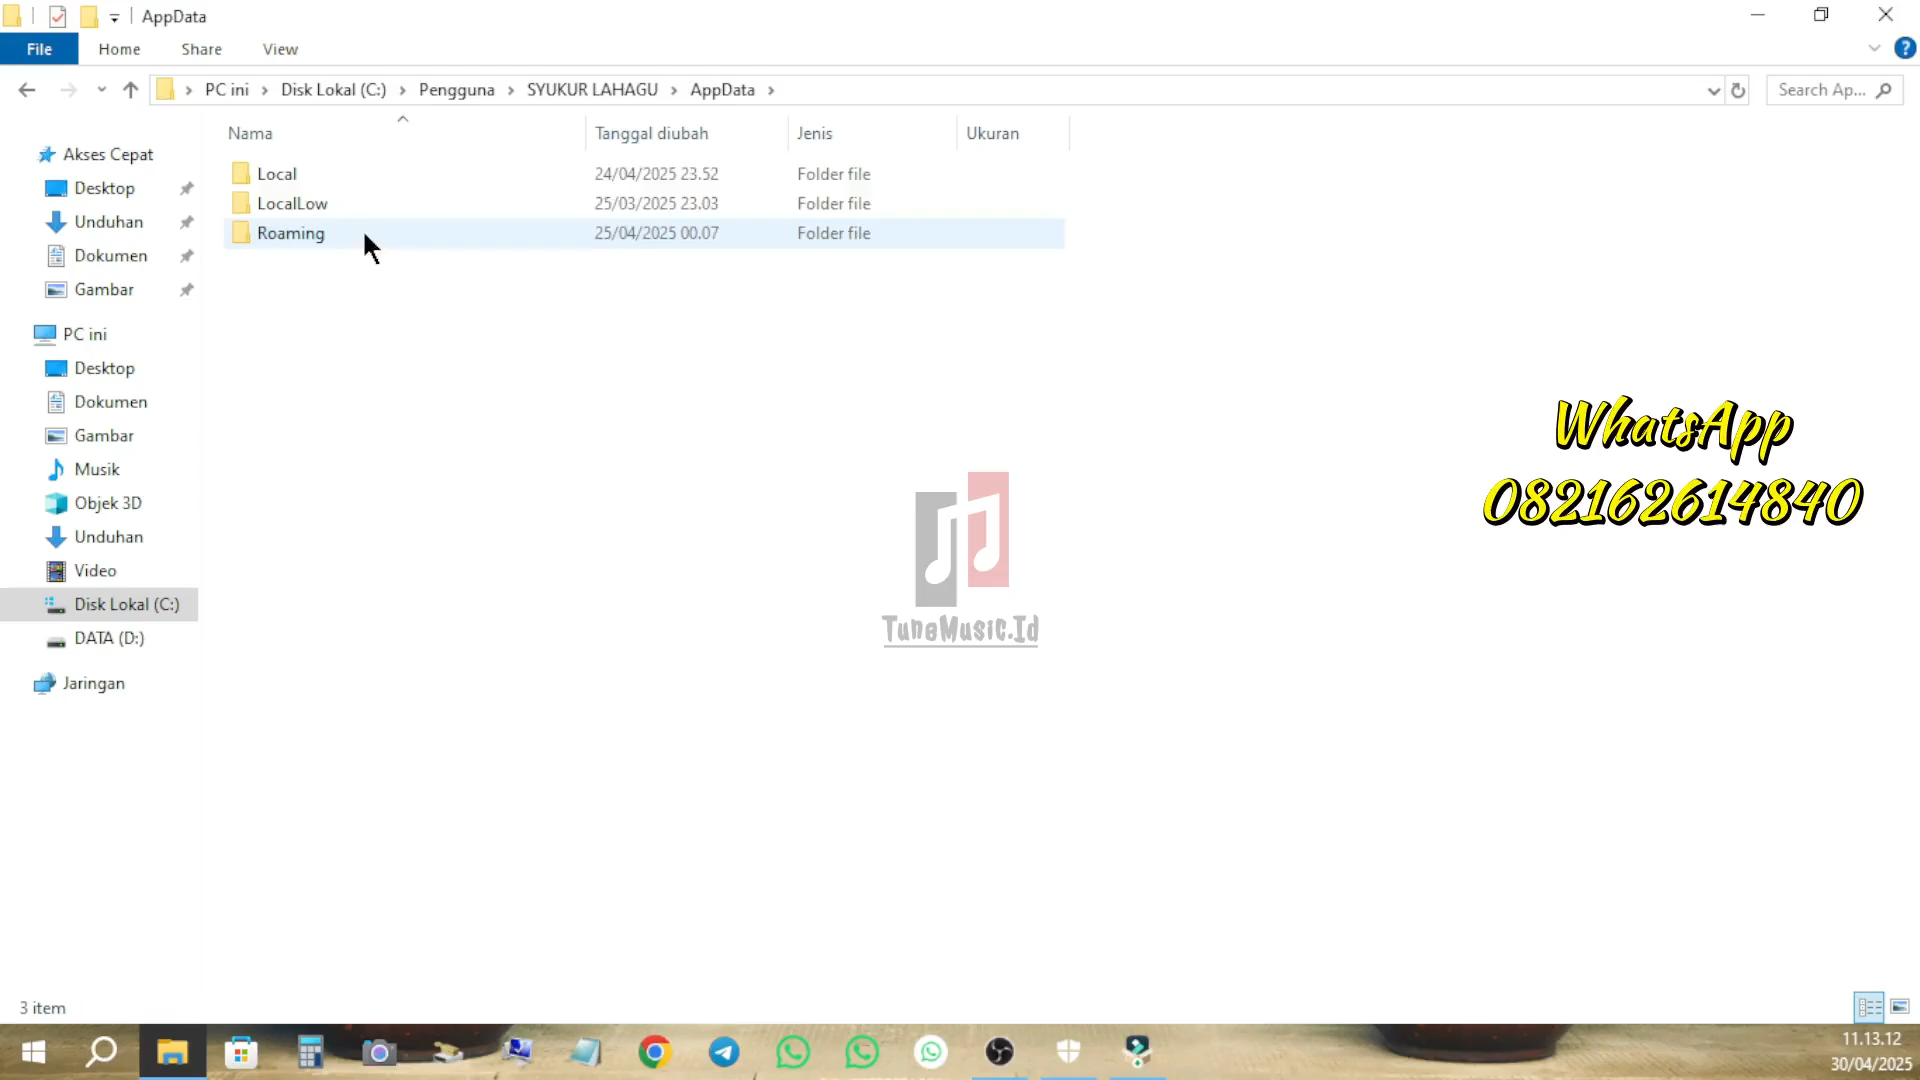 AppData
File Home Share View
PC ini Disk Lokal (C:) Pengguna SYUKUR LAHAGU AppData
Search Ap...
Nama Tanggal diubah Jenis Ukuran
Local 24/04/2025 23.52 Folder file
LocalLow 25/03/2025 23.03 Folder file
Roaming 25/04/2025 00.07 Folder file
Akses Cepat
Desktop
Unduhan
Dokumen
Gambar
PC ini
Desktop
Dokumen
Gambar
Musik
Objek 3D
Unduhan
Video
Disk Lokal (C:)
DATA (D:)
Jaringan
WhatsApp
082162614840
TuneMusic.Id
3 item
11.13.12
30/04/2025